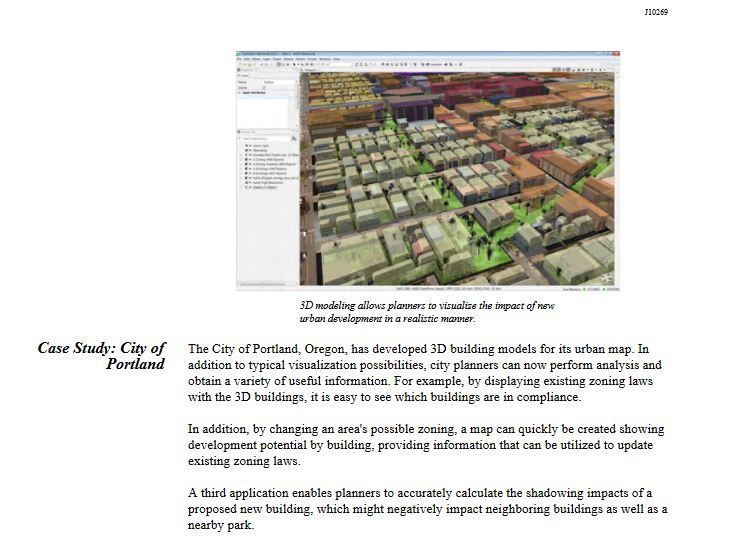 J10269
3D modeling allows planners to visualize the impact of new
urban development in a realistic manner.
Case Study: City of
Portland
The City of Portland, Oregon, has developed 3D building models for its urban map. In
addition to typical visualization possibilities, city planners can now perform analysis and
obtain a variety of useful information. For example, by displaying existing zoning laws
with the 3D buildings, it is easy to see which buildings are in compliance.
In addition, by changing an area's possible zoning, a map can quickly be created showing
development potential by building, providing information that can be utilized to update
existing zoning laws.
A third application enables planners to accurately calculate the shadowing impacts of a
proposed new building, which might negatively impact neighboring buildings as well as a
nearby park.